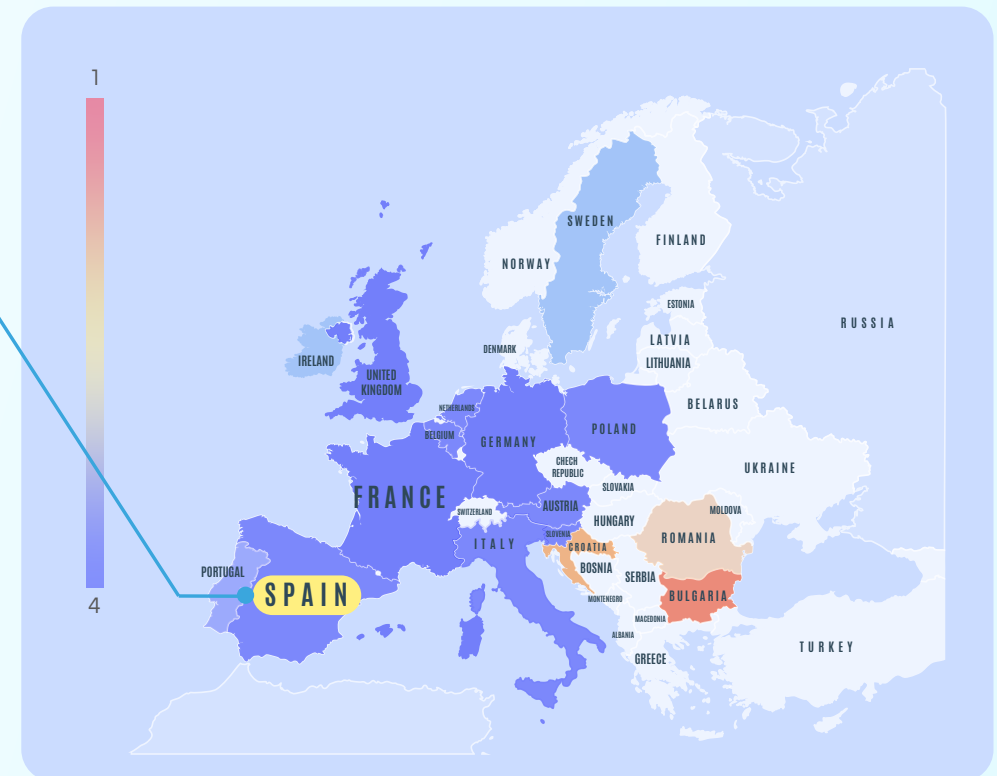 1
SWEDEN
FINLAND
NORWAY
ESTONIA
RUSSIA
LATVIA
DENMARK
IRELAND
LITHUANIA
UNITED
KINGDOM
BELARUS
NETHERLANDS
POLAND
BELGIUM
GERMANY
CHECH
REPUBLIC
UKRAINE
SLOVAKIA
FRANCE
AUSTRIA
SWITZERLAND
MOLDOVA
HUNGARY
SLOVENIA
ROMANIA
ITALY
CROATIA
BOSNIA
PORTUGAL
SERBIA
SPAIN
BULGARIA
MONTENEGRO
4
MACEDONIA
ALBANIA
TURKEY
GREECE